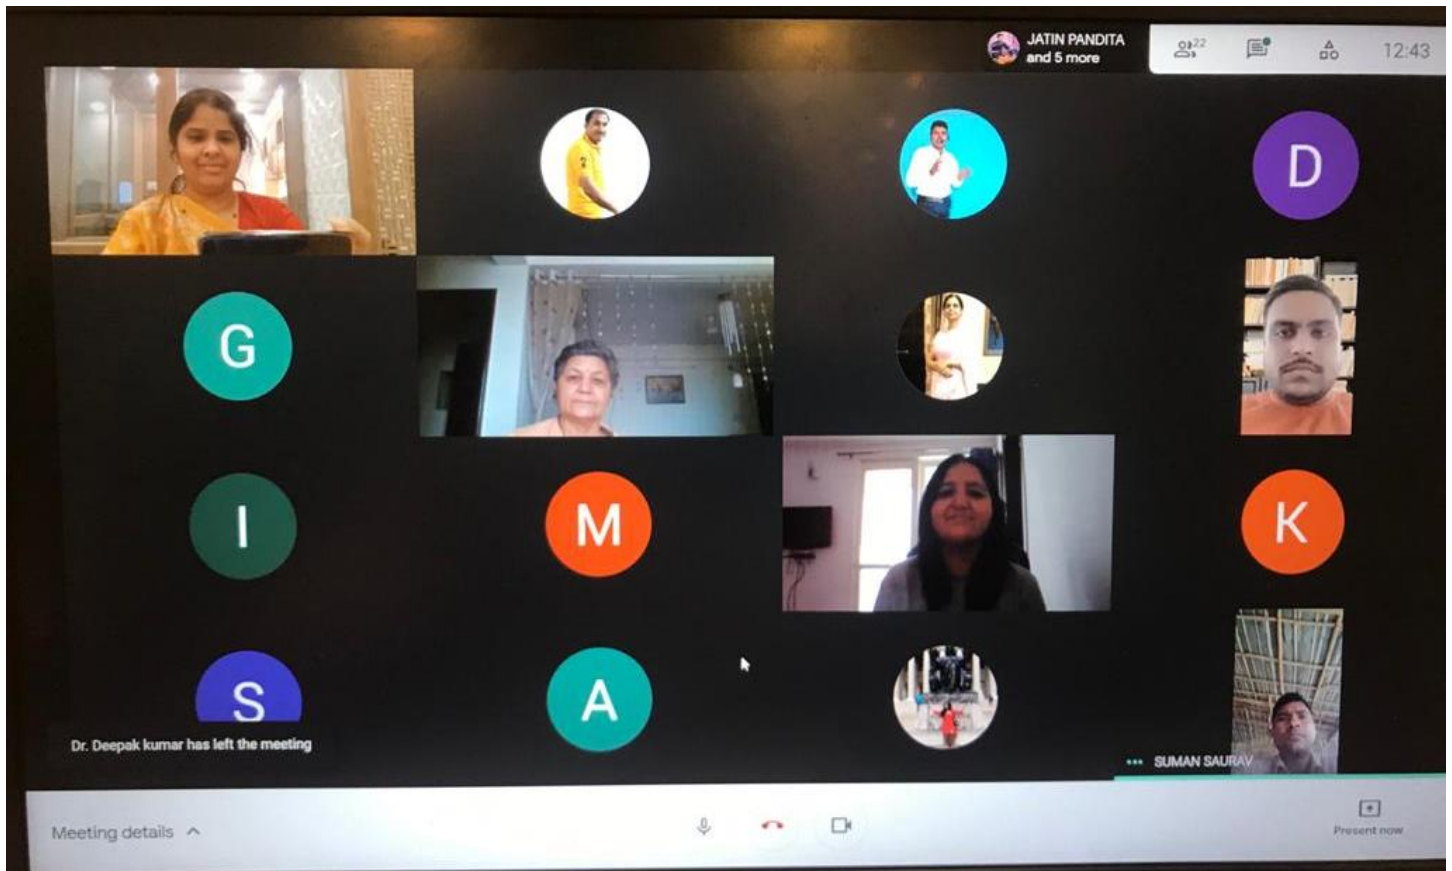 JATIN PANDITA
and 5 more
22
12:43
D
G
I
M
K
S
A
Dr. Deepak kumar has left the meeting
SUMAN SAURAV
Meeting details
Present now